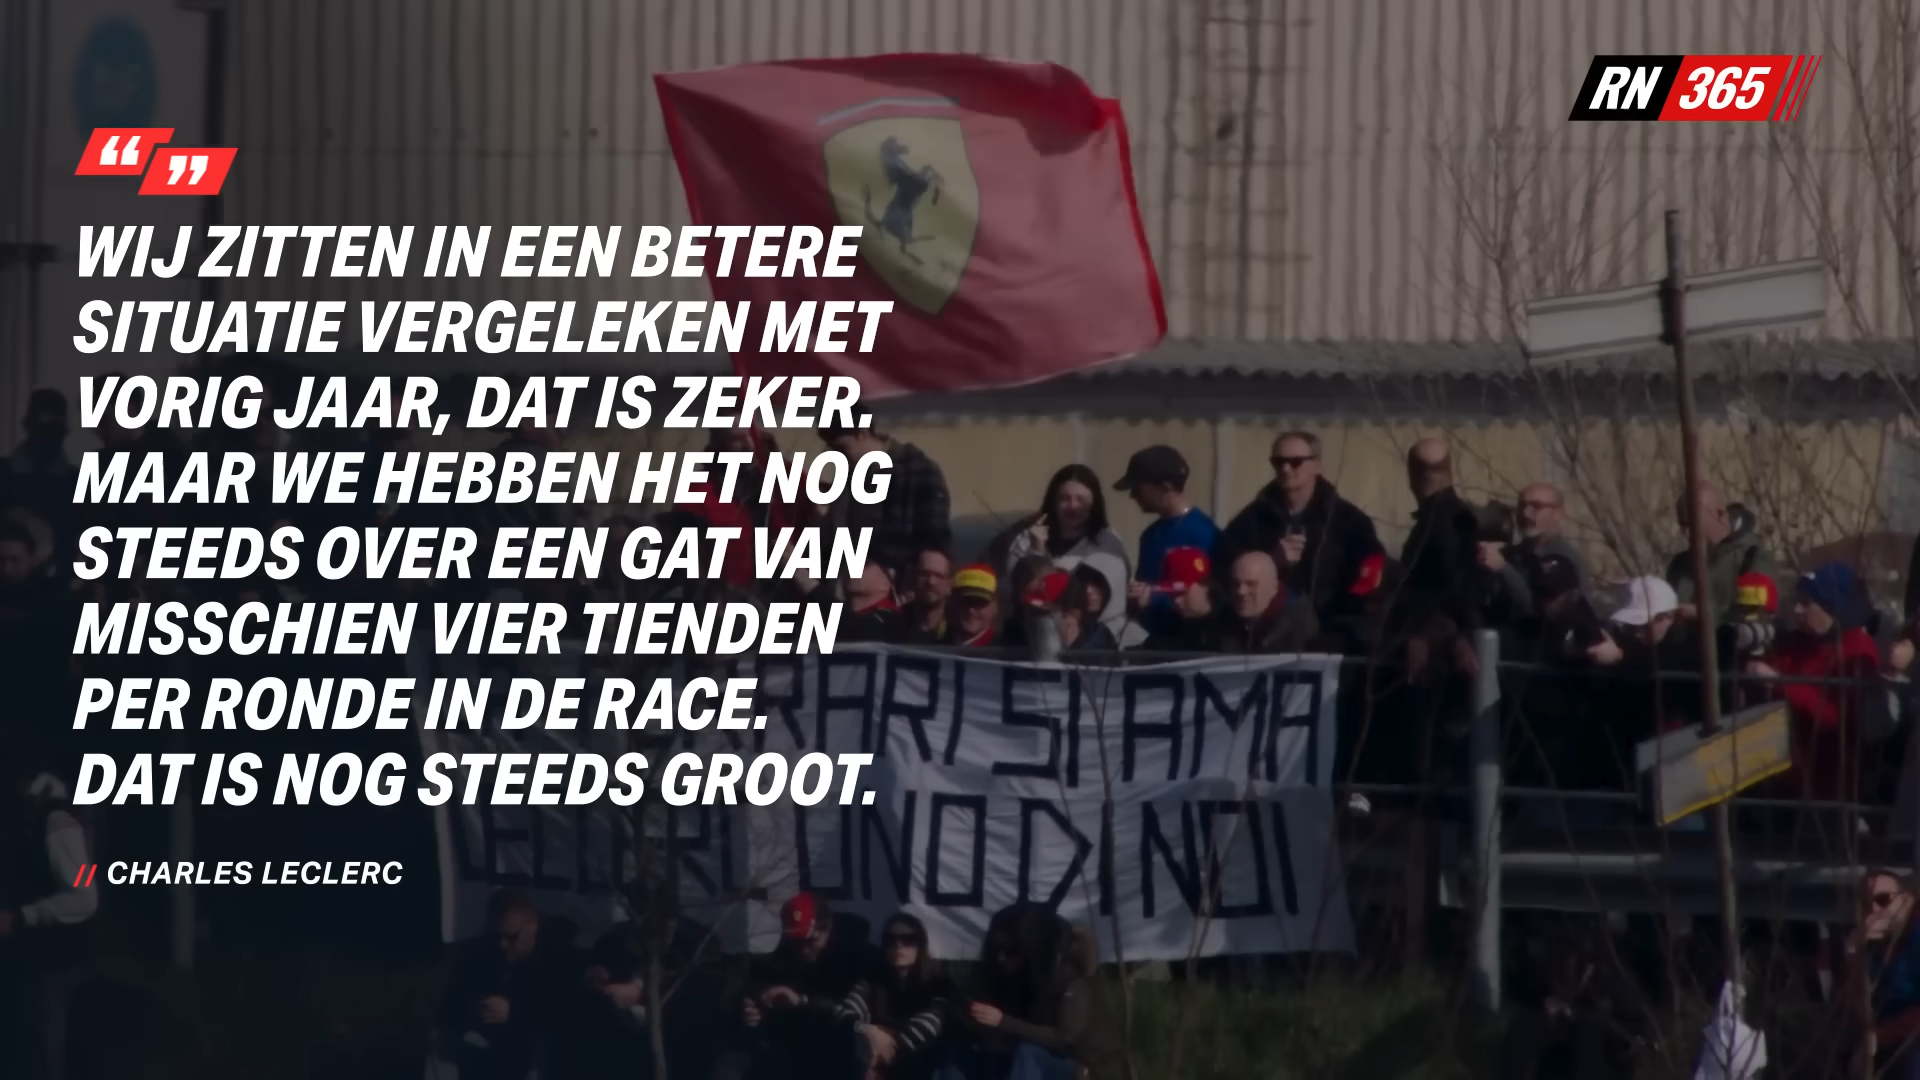 RN 365
WIJ ZITTEN IN EEN BETERE
SITUATIE VERGELEKEN MET
VORIG JAAR, DAT IS ZEKER.
MAAR WE HEBBEN HET NOG
STEEDS OVER EEN GAT VAN
MISSCHIEN VIER TIENDEN
PER RONDE IN DE RACE.
DAT IS NOG STEEDS GROOT.
// CHARLES LECLERC
SI AMA
LECLERC UNO DI NOI